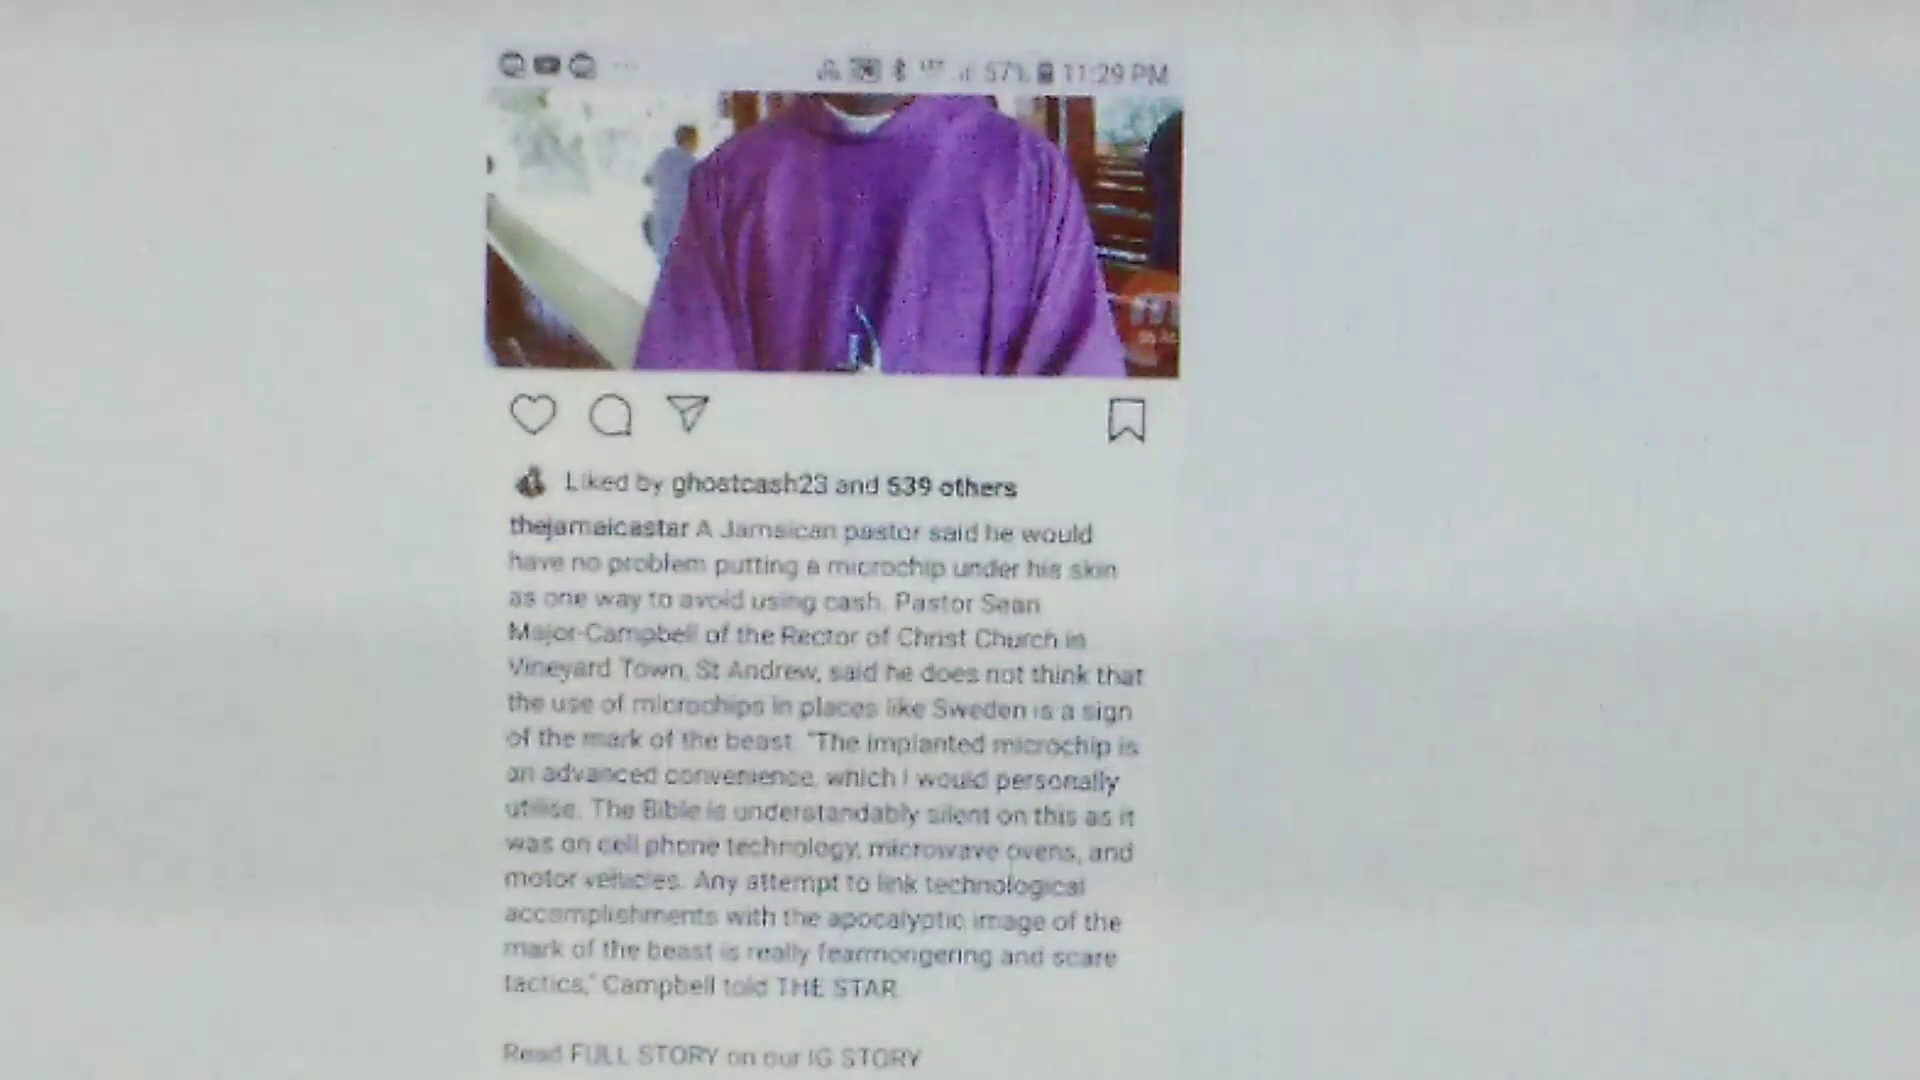 57% 11:29 PM
Liked by ghostcash23 and 539 others
thejamaicastar A Jamaican pastor said he would
have no problem putting a microchip under his skin
as one way to avoid using cash. Pastor Sean
Major-Campbell of the Rector of Christ Church in
Vineyard Town, St Andrew, said he does not think that
the use of microchips in places like Sweden is a sign
of the mark of the beast. "The implanted microchip is
an advanced convenience, which I would personally
utilise. The Bible is understandably silent on this as it
was on cell phone technology, microwave ovens, and
motor vehicles. Any attempt to link technological
accomplishments with the apocalyptic image of the
mark of the beast is really fearmongering and scare
tactics," Campbell told THE STAR.
Read FULL STORY on our IG STORY